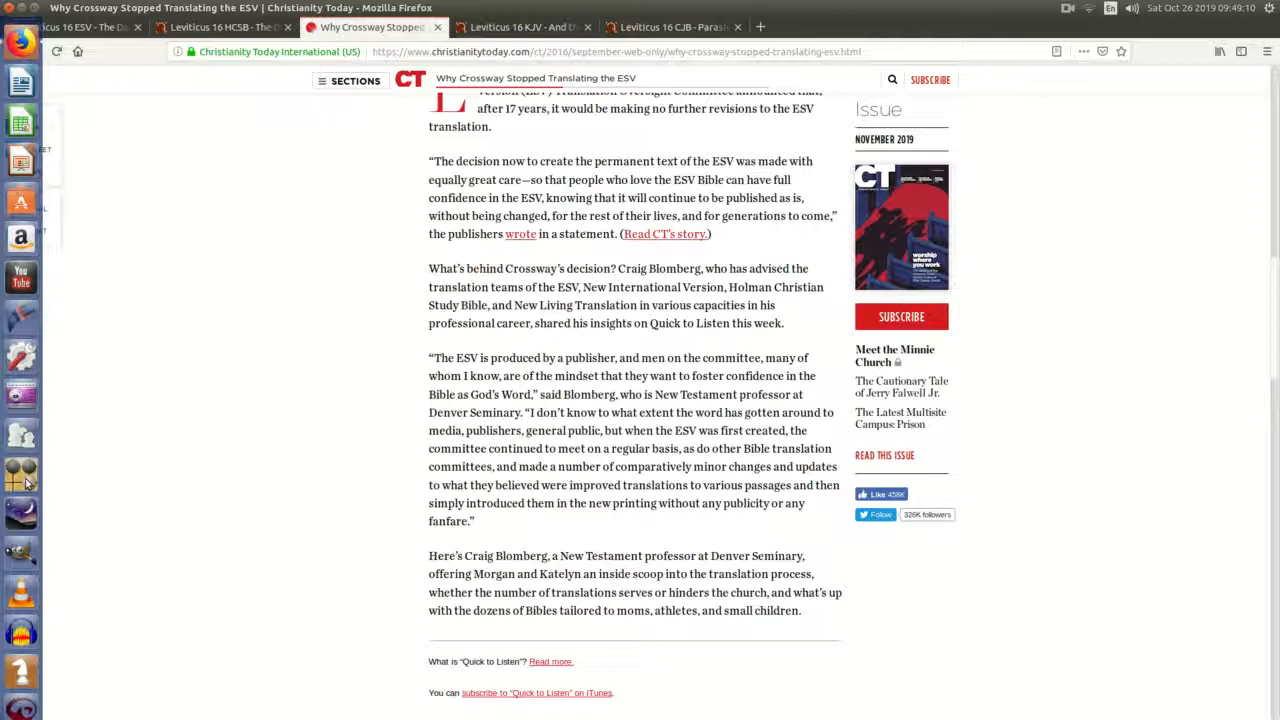 Why Crossway Stopped Translating the ESV | Christianity Today - Mozilla Firefox
En
Sat Oct 26 2019 09:49:10
icus 16 ESV - The Da
Leviticus 16 HCSB - The
Why Crossway Stopped
Leviticus 16 KJV - And th
Leviticus 16 CJB - Parash
Christianity Today International (US)
https://www.christianitytoday.com/ct/2016/september-web-only/why-crossway-stopped-translating-esv.html
SECTIONS
CT
Why Crossway Stopped Translating the ESV
SUBSCRIBE
Version (ESV) Translation Oversight Committee announced that,
after 17 years, it would be making no further revisions to the ESV
translation.
“The decision now to create the permanent text of the ESV was made with
equally great care—so that people who love the ESV Bible can have full
confidence in the ESV, knowing that it will continue to be published as is,
without being changed, for the rest of their lives, and for generations to come,”
the publishers wrote in a statement. (Read CT’s story.)
What’s behind Crossway’s decision? Craig Blomberg, who has advised the
translation teams of the ESV, New International Version, Holman Christian
Study Bible, and New Living Translation in various capacities in his
professional career, shared his insights on Quick to Listen this week.
“The ESV is produced by a publisher, and men on the committee, many of
whom I know, are of the mindset that they want to foster confidence in the
Bible as God’s Word,” said Blomberg, who is New Testament professor at
Denver Seminary. “I don’t know to what extent the word has gotten around to
media, publishers, general public, but when the ESV was first created, the
committee continued to meet on a regular basis, as do other Bible translation
committees, and made a number of comparatively minor changes and updates
to what they believed were improved translations to various passages and then
simply introduced them in the new printing without any publicity or any
fanfare.”
Here’s Craig Blomberg, a New Testament professor at Denver Seminary,
offering Morgan and Katelyn an inside scoop into the translation process,
whether the number of translations serves or hinders the church, and what’s up
with the dozens of Bibles tailored to moms, athletes, and small children.
What is “Quick to Listen”? Read more.
You can subscribe to “Quick to Listen” on iTunes.
Issue
NOVEMBER 2019
CT
worship
where
you work
SUBSCRIBE
Meet the Minnie
Church
The Cautionary Tale
of Jerry Falwell Jr.
The Latest Multisite
Campus: Prison
READ THIS ISSUE
Like 458K
Follow
326K followers
You
Tube